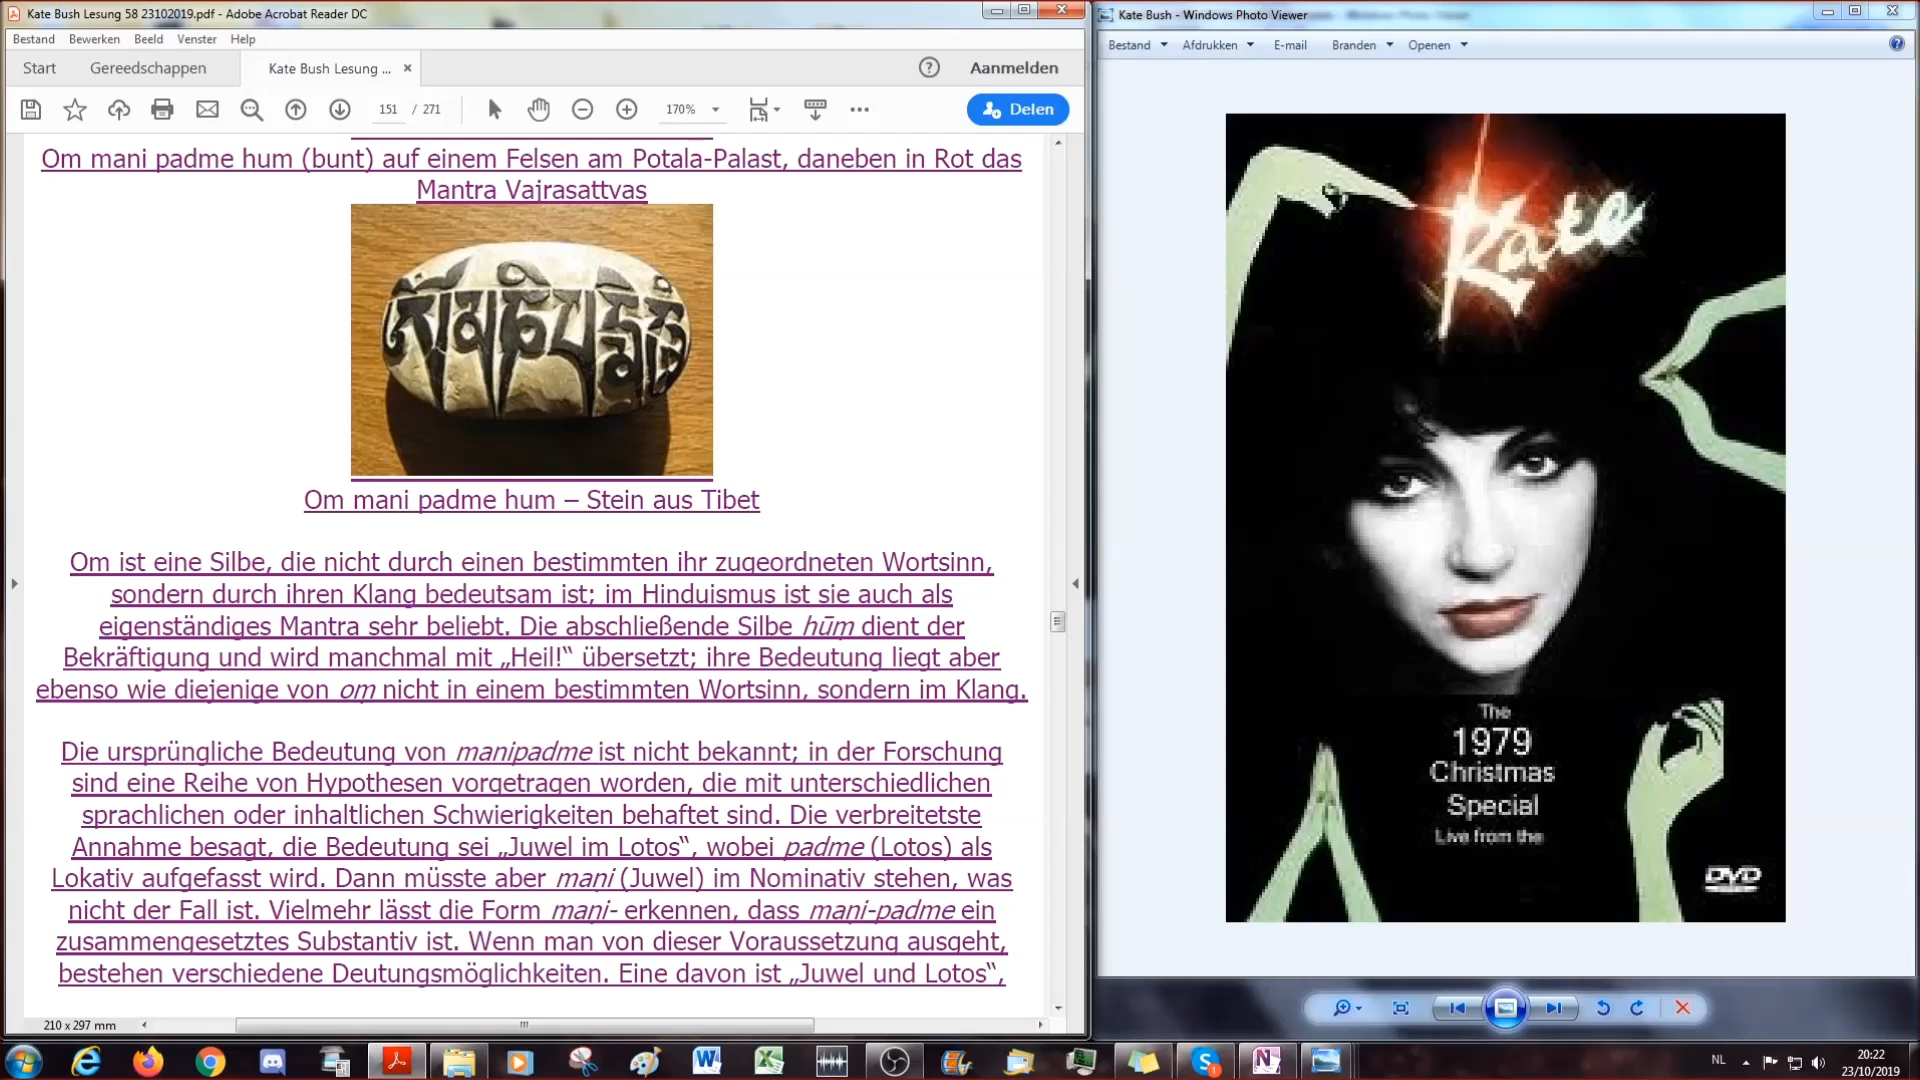 Kate Bush Lesung 58 23102019.pdf - Adobe Acrobat Reader DC
Bestand Bewerken Beeld Venster Help
Start Gereedschappen Kate Bush Lesung ... × Aanmelden
151 / 271 170% Delen
Om mani padme hum (bunt) auf einem Felsen am Potala-Palast, daneben in Rot das
Mantra Vajrasattvas
Om mani padme hum – Stein aus Tibet
Om ist eine Silbe, die nicht durch einen bestimmten ihr zugeordneten Wortsinn,
sondern durch ihren Klang bedeutsam ist; im Hinduismus ist sie auch als
eigenständiges Mantra sehr beliebt. Die abschließende Silbe hūṃ dient der
Bekräftigung und wird manchmal mit „Heil!“ übersetzt; ihre Bedeutung liegt aber
ebenso wie diejenige von oṃ nicht in einem bestimmten Wortsinn, sondern im Klang.
Die ursprüngliche Bedeutung von manipadme ist nicht bekannt; in der Forschung
sind eine Reihe von Hypothesen vorgetragen worden, die mit unterschiedlichen
sprachlichen oder inhaltlichen Schwierigkeiten behaftet sind. Die verbreitetste
Annahme besagt, die Bedeutung sei „Juwel im Lotos“, wobei padme (Lotos) als
Lokativ aufgefasst wird. Dann müsste aber maṇi (Juwel) im Nominativ stehen, was
nicht der Fall ist. Vielmehr lässt die Form maṇi- erkennen, dass maṇi-padme ein
zusammengesetztes Substantiv ist. Wenn man von dieser Voraussetzung ausgeht,
bestehen verschiedene Deutungsmöglichkeiten. Eine davon ist „Juwel und Lotos“,
210 x 297 mm
Kate Bush - Windows Photo Viewer
Bestand Afdrukken E-mail Branden Openen
Kate
The
1979
Christmas
Special
Live from the
DVD
NL
20:22
23/10/2019